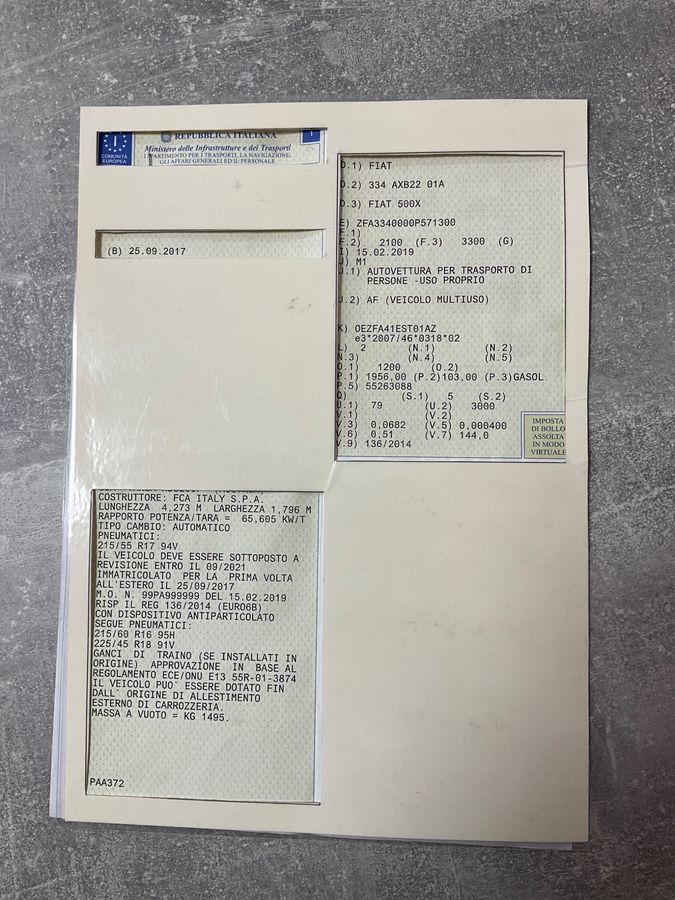 COMUNITÀ
EUROPEA
REPUBBLICA ITALIANA
Ministero delle Infrastrutture e dei Trasporti
DIPARTIMENTO PER I TRASPORTI, LA NAVIGAZIONE,
GLI AFFARI GENERALI ED IL PERSONALE
I
(B) 25.09.2017
D.1) FIAT
D.2) 334 AXB22 01A
D.3) FIAT 500X
E) ZFA3340000P571300
F.1)
F.2) 2100 (F.3) 3300 (G)
I) 15.02.2019
J) M1
J.1) AUTOVETTURA PER TRASPORTO DI
PERSONE -USO PROPRIO
J.2) AF (VEICOLO MULTIUSO)
K) OEZFA41EST01AZ
e3*2007/46*0318*02
L) 2 (N.1) (N.2)
N.3) (N.4) (N.5)
O.1) 1200 (O.2)
P.1) 1956,00 (P.2)103,00 (P.3)GASOL
P.5) 55263088
Q) (S.1) 5 (S.2)
U.1) 79 (U.2) 3000
V.1) (V.2)
V.3) 0,0682 (V.5) 0,000400
V.6) 0,51 (V.7) 144,0
V.9) 136/2014
IMPOSTA
DI BOLLO
ASSOLTA
IN MODO
VIRTUALE
COSTRUTTORE: FCA ITALY S.P.A.
LUNGHEZZA 4,273 M LARGHEZZA 1,796 M
RAPPORTO POTENZA/TARA = 65,605 KW/T
TIPO CAMBIO: AUTOMATICO
PNEUMATICI:
215/55 R17 94V
IL VEICOLO DEVE ESSERE SOTTOPOSTO A
REVISIONE ENTRO IL 09/2021
IMMATRICOLATO PER LA PRIMA VOLTA
ALL'ESTERO IL 25/09/2017
M.O. N. 99PA999999 DEL 15.02.2019
RISP IL REG 136/2014 (EURO6B)
CON DISPOSITIVO ANTIPARTICOLATO
SEGUE PNEUMATICI:
215/60 R16 95H
225/45 R18 91V
GANCI DI TRAINO (SE INSTALLATI IN
ORIGINE) APPROVAZIONE IN BASE AL
REGOLAMENTO ECE/ONU E13 55R-01-3874
IL VEICOLO PUO` ESSERE DOTATO FIN
DALL` ORIGINE DI ALLESTIMENTO
ESTERNO DI CARROZZERIA.
MASSA A VUOTO = KG 1495.
PAA372